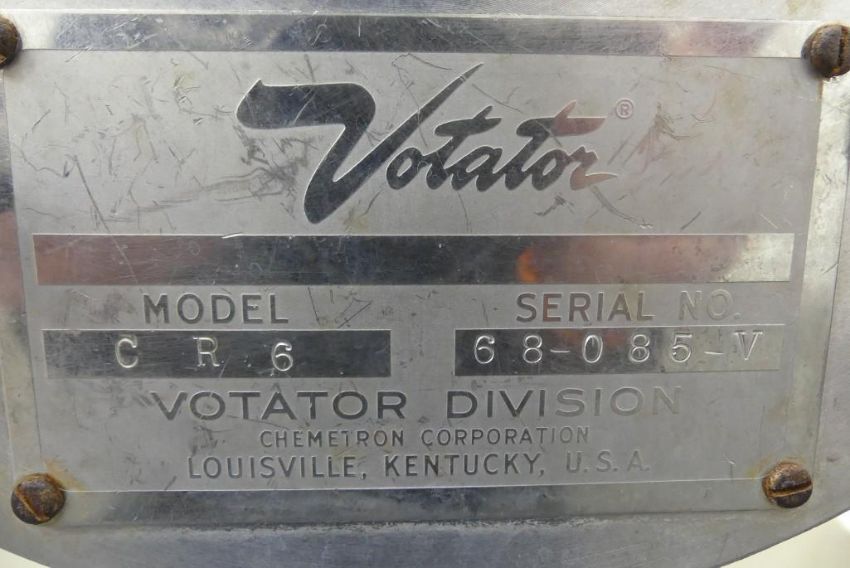 Votator ®
MODEL SERIAL NO.
C R 6 68-085-V
VOTATOR DIVISION
CHEMETRON CORPORATION
LOUISVILLE, KENTUCKY, U.S.A.